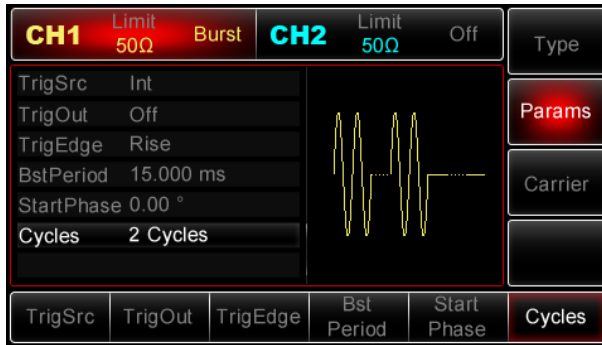 CH1 Limit 50Ω Burst CH2 Limit 50Ω Off
Type
TrigSrc Int
TrigOut Off
Params
TrigEdge Rise
BstPeriod 15.000 ms
Carrier
StartPhase 0.00 °
Cycles 2 Cycles
TrigSrc TrigOut TrigEdge Bst Period Start Phase Cycles